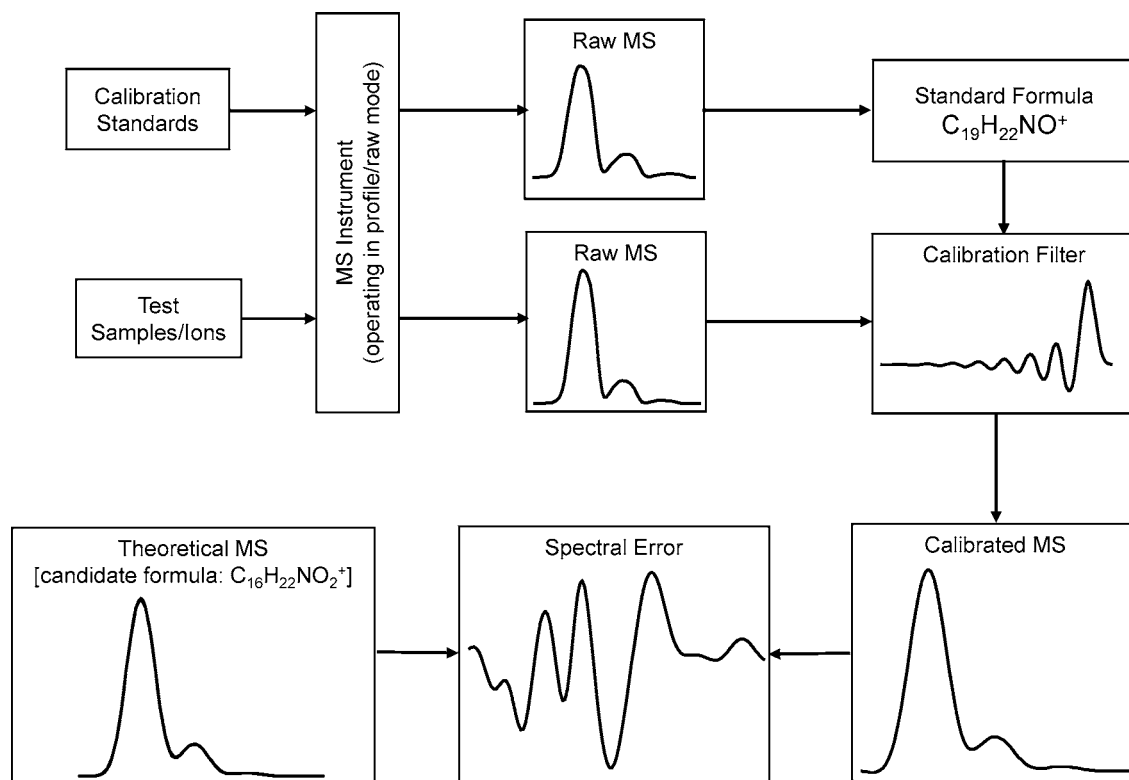 Calibration
Standards
MS Instrument
(operating in profile/raw mode)
Raw MS
Standard Formula
C₁₉H₂₂NO⁺
Test
Samples/Ions
Raw MS
Calibration Filter
Theoretical MS
[candidate formula: C₁₆H₂₂NO₂⁺]
Spectral Error
Calibrated MS